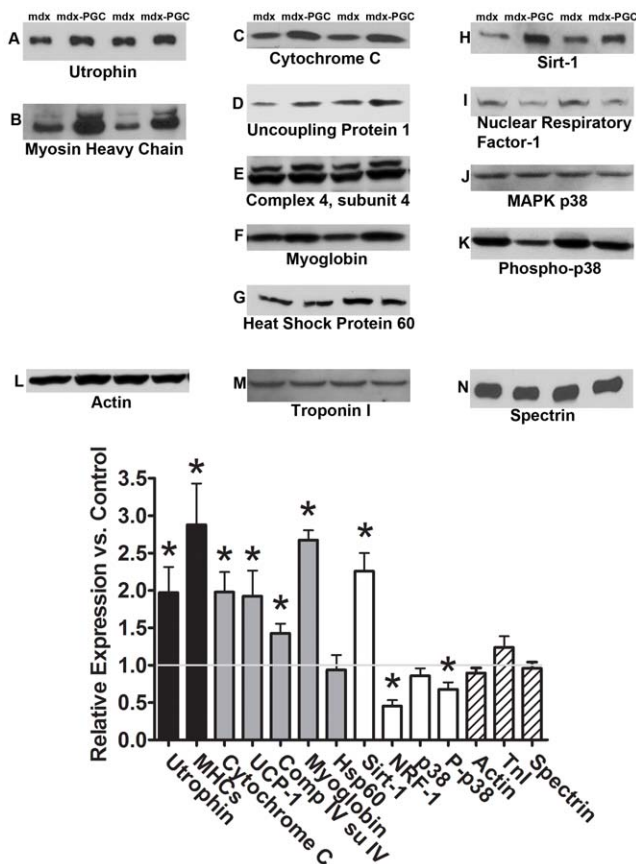 mdx mdx-PGC mdx mdx-PGC
A
Utrophin
B
Myosin Heavy Chain
mdx mdx-PGC mdx mdx-PGC
C
Cytochrome C
D
Uncoupling Protein 1
E
Complex 4, subunit 4
F
Myoglobin
G
Heat Shock Protein 60
mdx mdx-PGC mdx mdx-PGC
H
Sirt-1
I
Nuclear Respiratory
Factor-1
J
MAPK p38
K
Phospho-p38
L
Actin
M
Troponin I
N
Spectrin
Relative Expression vs. Control
3.5
3.0
2.5
2.0
1.5
1.0
0.5
0.0
* * * * * * * * *
Utrophin
MHCs
Cytochrome C
UCP-1
Comp IV su IV
Myoglobin
Hsp60
Sirt-1
NRF-1
p38
P-p38
Actin
TnI
Spectrin